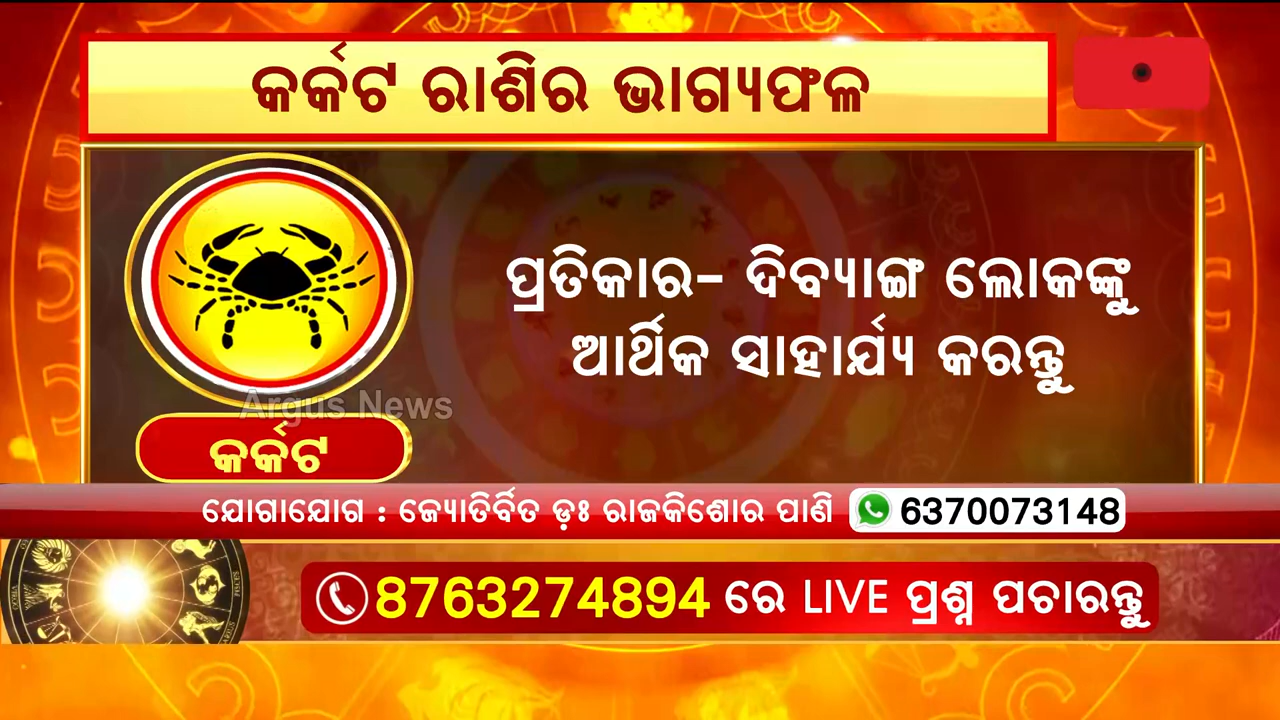 କର୍କଟ ରାଶିର ଭାଗ୍ୟଫଳ
ପ୍ରତିକାର- ଦିବ୍ୟାଙ୍ଗ ଲୋକଙ୍କୁ
ଆର୍ଥିକ ସାହାର୍ଯ୍ୟ କରନ୍ତୁ
Argus News
କର୍କଟ
ଯୋଗାଯୋଗ : ଜ୍ୟୋତିର୍ବିତ ଡ଼ଃ ରାଜକିଶୋର ପାଣି 6370073148
8763274894 ରେ LIVE ପ୍ରଶ୍ନ ପଚାରନ୍ତୁ